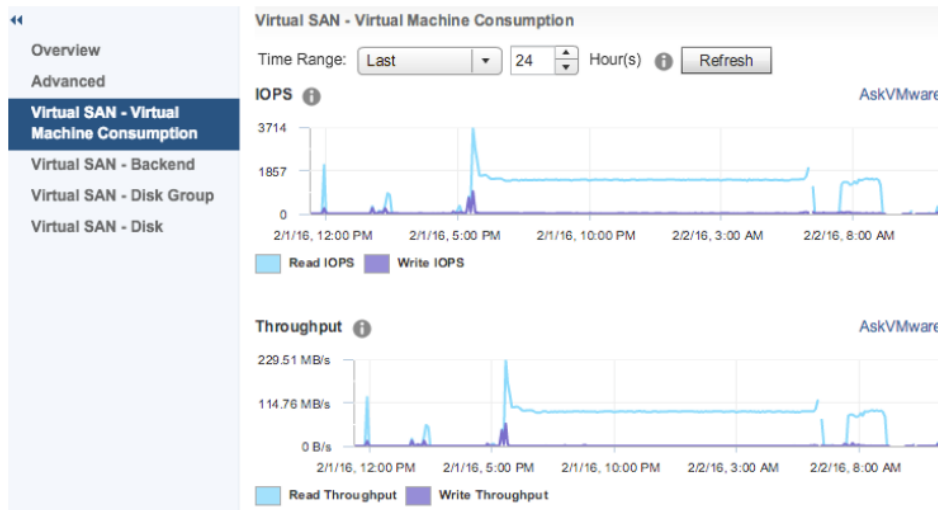 Overview
Advanced
Virtual SAN - Virtual
Machine Consumption
Virtual SAN - Backend
Virtual SAN - Disk Group
Virtual SAN - Disk
Virtual SAN - Virtual Machine Consumption
Time Range: Last 24 Hour(s) Refresh
IOPS AskVMware
3714
1857
0
2/1/16, 12:00 PM 2/1/16, 5:00 PM 2/1/16, 10:00 PM 2/2/16, 3:00 AM 2/2/16, 8:00 AM
Read IOPS Write IOPS
Throughput AskVMware
229.51 MB/s
114.76 MB/s
0 B/s
2/1/16, 12:00 PM 2/1/16, 5:00 PM 2/1/16, 10:00 PM 2/2/16, 3:00 AM 2/2/16, 8:00 AM
Read Throughput Write Throughput